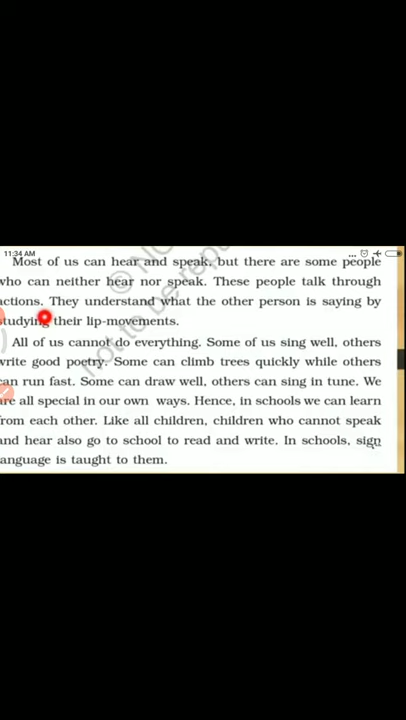 11:34 AM
Most of us can hear and speak, but there are some people
who can neither hear nor speak. These people talk through
actions. They understand what the other person is saying by
studying their lip-movements.
All of us cannot do everything. Some of us sing well, others
write good poetry. Some can climb trees quickly while others
can run fast. Some can draw well, others can sing in tune. We
are all special in our own ways. Hence, in schools we can learn
from each other. Like all children, children who cannot speak
and hear also go to school to read and write. In schools, sign
language is taught to them.
not to be repu
© NC